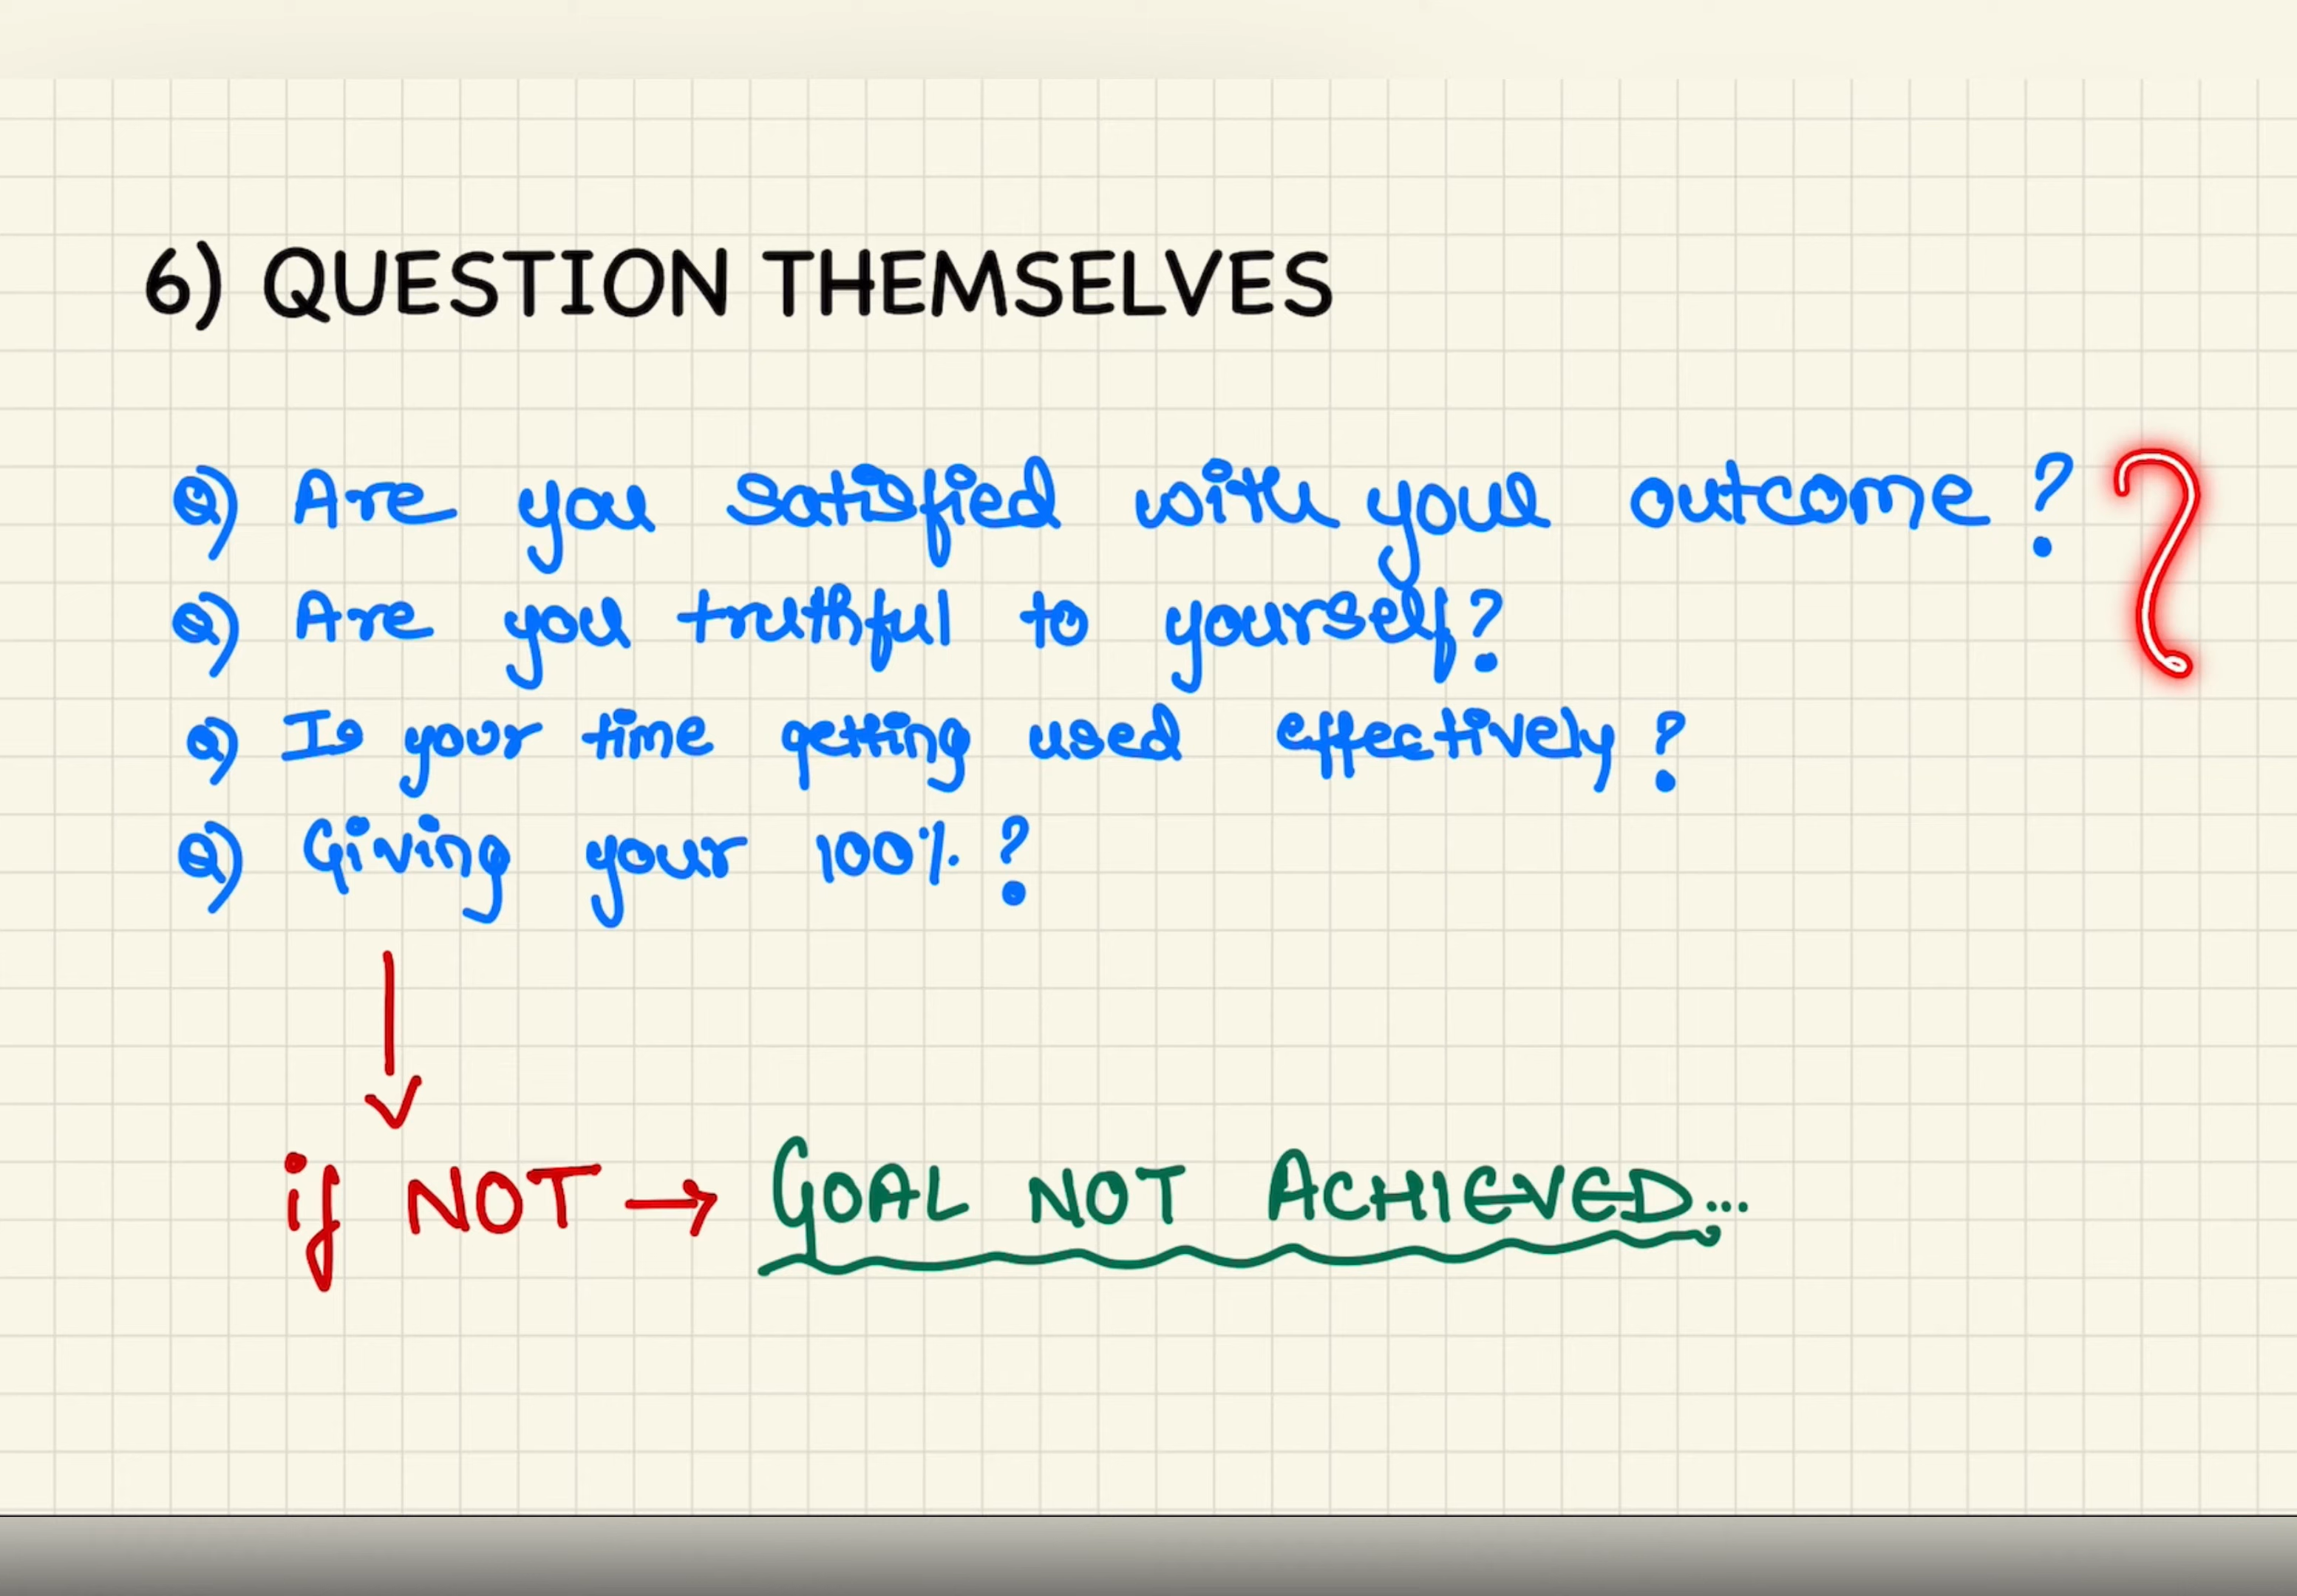 6) QUESTION THEMSELVES
Q) Are you satisfied with your outcome ?
Q) Are you truthful to yourself?
Q) Is your time getting used effectively ?
Q) Giving your 100% ?
if NOT → GOAL NOT ACHIEVED...